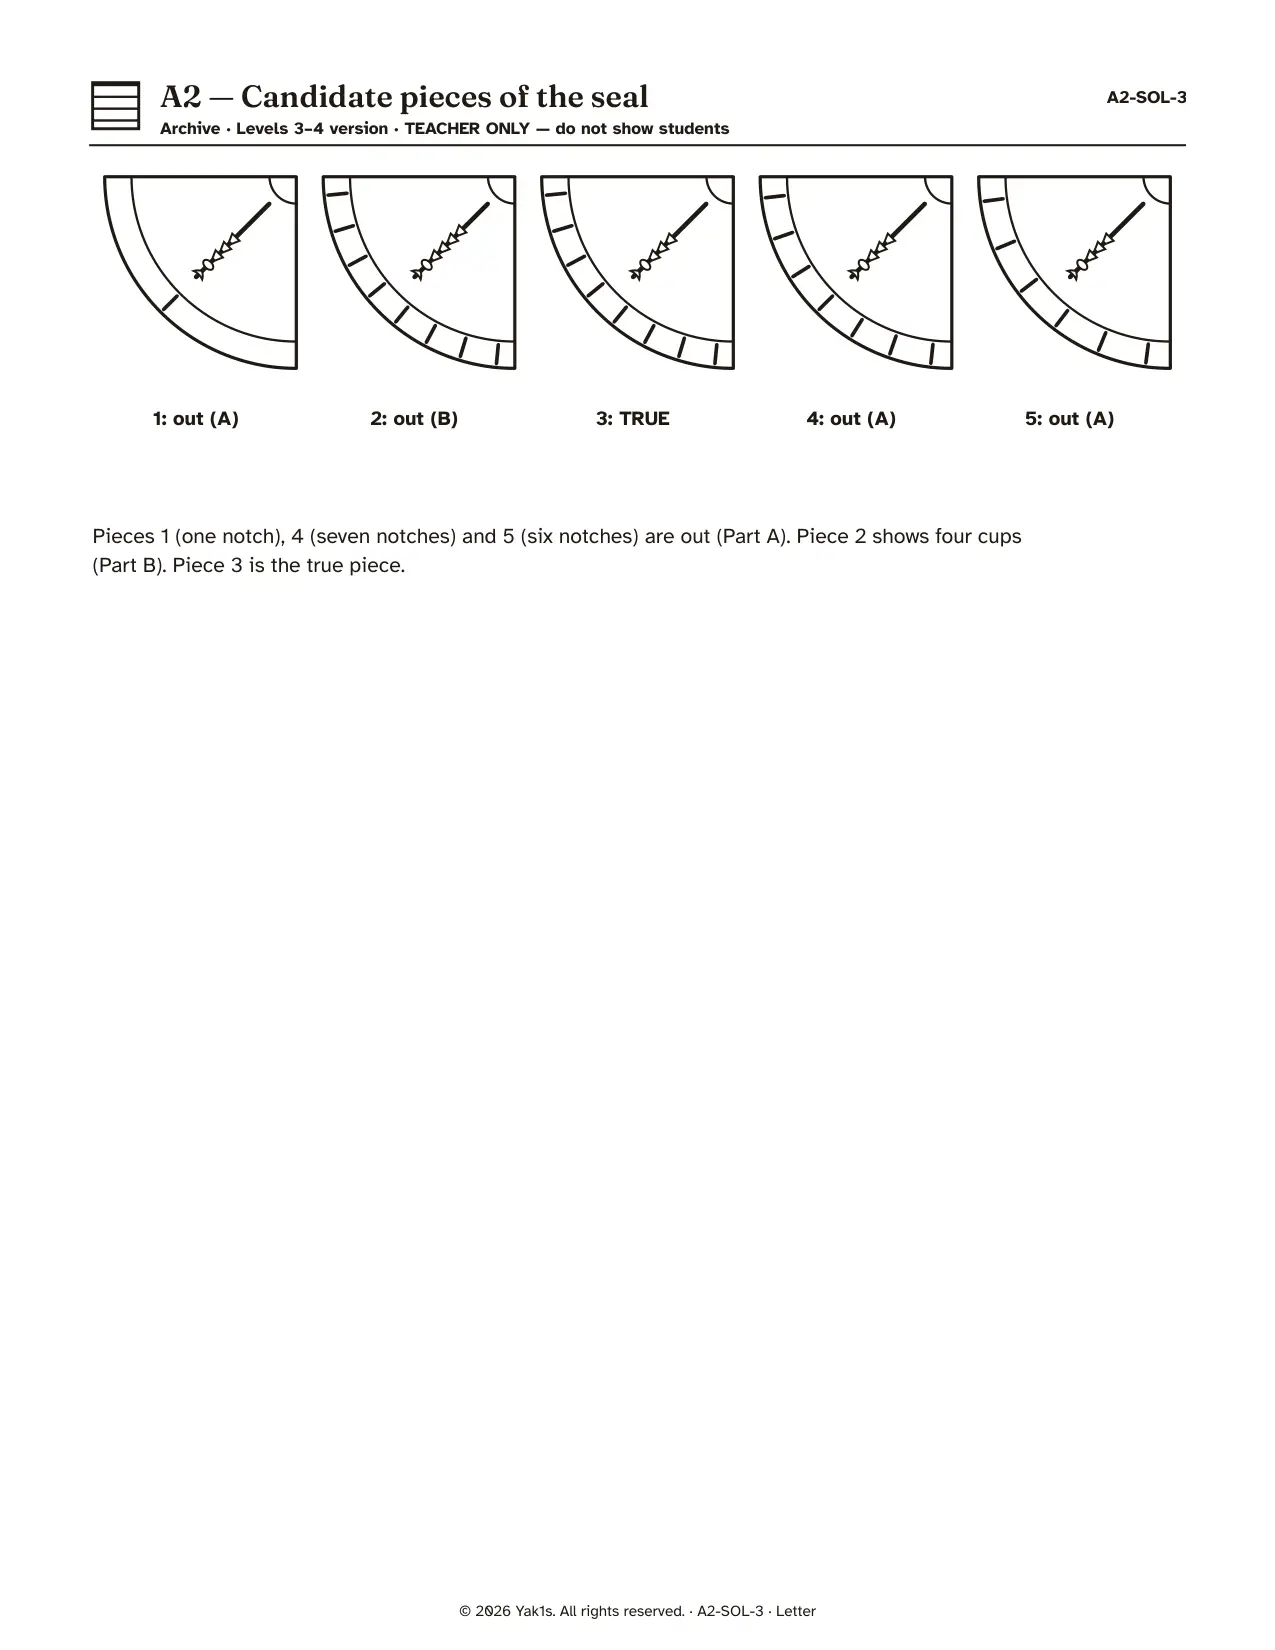 A2 — Candidate pieces of the seal
A2-SOL-3
Archive · Levels 3–4 version · TEACHER ONLY — do not show students
1: out (A)
2: out (B)
3: TRUE
4: out (A)
5: out (A)
Pieces 1 (one notch), 4 (seven notches) and 5 (six notches) are out (Part A). Piece 2 shows four cups
(Part B). Piece 3 is the true piece.
© 2026 Yak1s. All rights reserved. · A2-SOL-3 · Letter